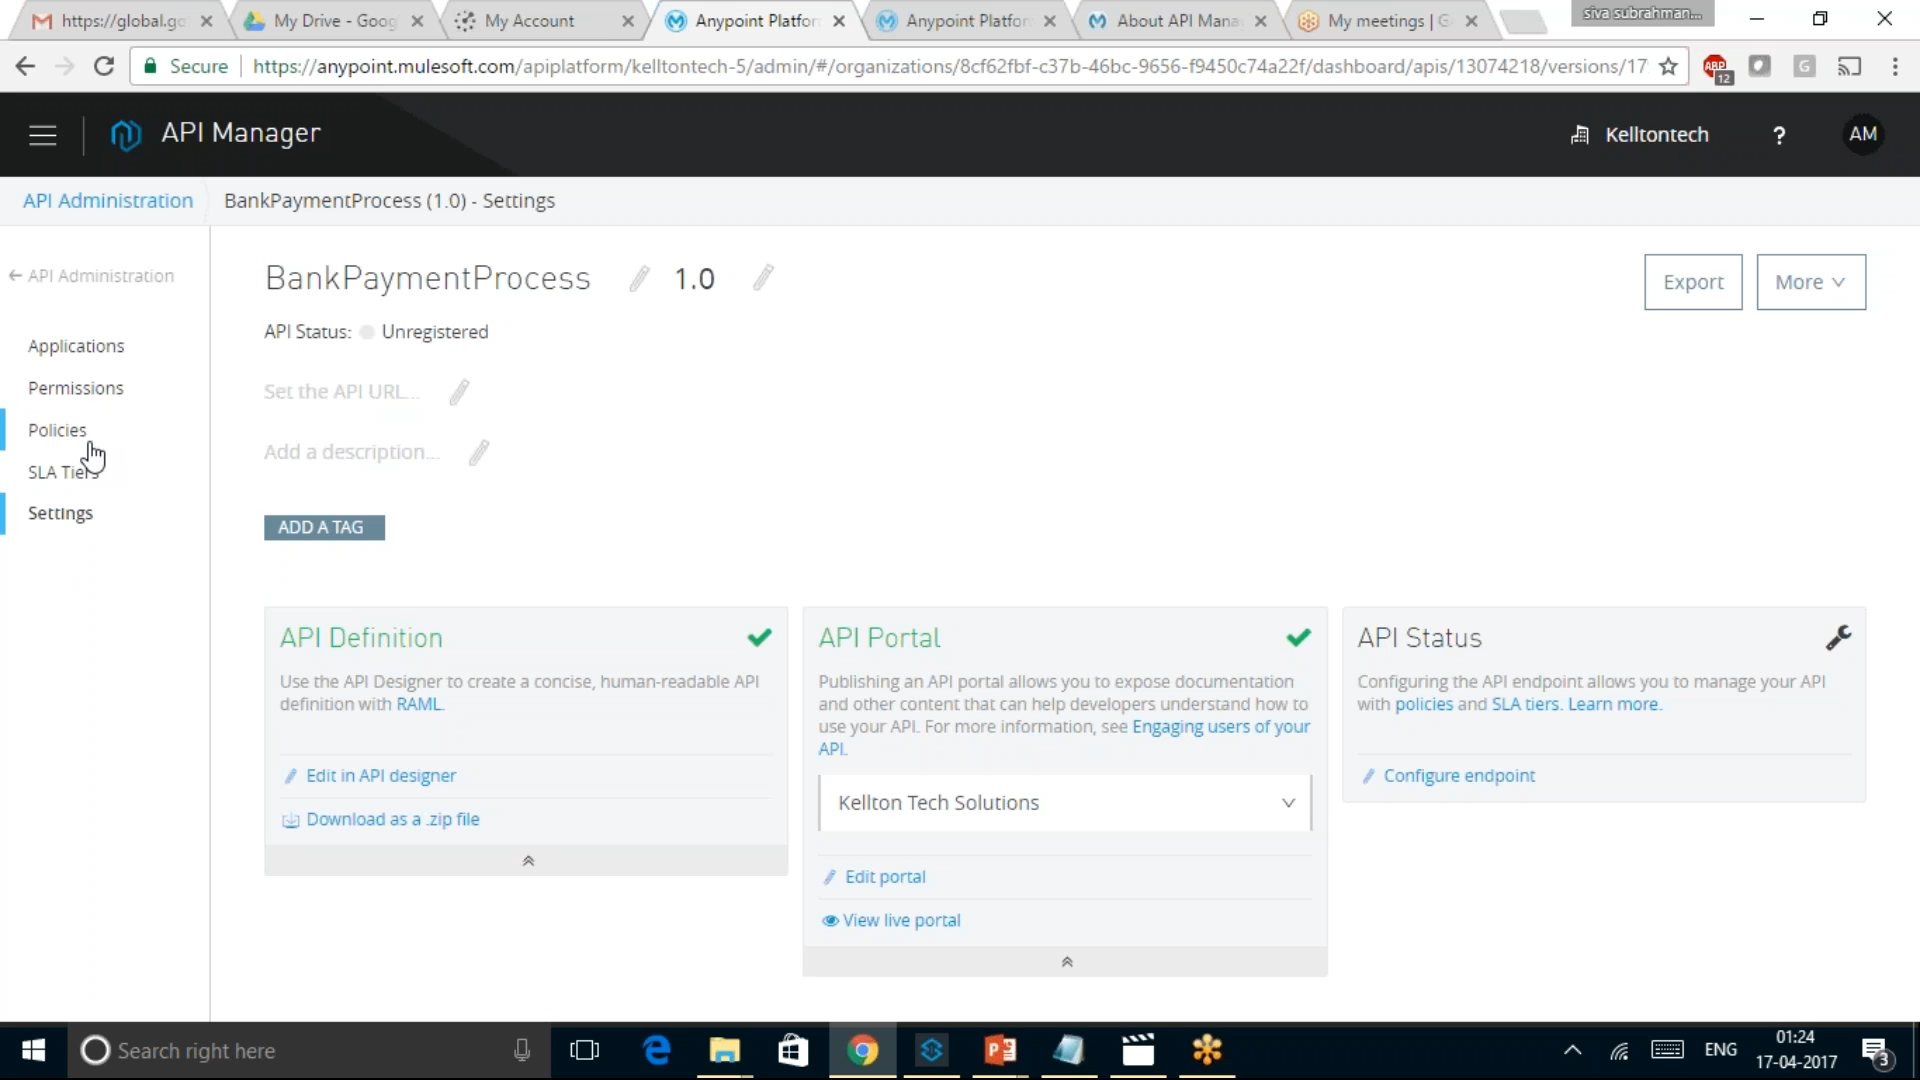 https://global.go
My Drive - Goog
My Account
Anypoint Platfor
Anypoint Platfor
About API Mana
My meetings | G
siva subrahman...
Secure
https://anypoint.mulesoft.com/apiplatform/kelltontech-5/admin/#/organizations/8cf62fbf-c37b-46bc-9656-f9450c74a22f/dashboard/apis/13074218/versions/17
ABP
12
G
API Manager
Kelltontech
?
AM
API Administration
BankPaymentProcess (1.0) - Settings
API Administration
Applications
Permissions
Policies
SLA Tiers
Settings
BankPaymentProcess
1.0
Export
More
API Status: Unregistered
Set the API URL...
Add a description...
ADD A TAG
API Definition
Use the API Designer to create a concise, human-readable API
definition with RAML.
Edit in API designer
Download as a .zip file
API Portal
Publishing an API portal allows you to expose documentation
and other content that can help developers understand how to
use your API. For more information, see Engaging users of your
API.
Kellton Tech Solutions
Edit portal
View live portal
API Status
Configuring the API endpoint allows you to manage your API
with policies and SLA tiers. Learn more.
Configure endpoint
Search right here
ENG
01:24
17-04-2017
3